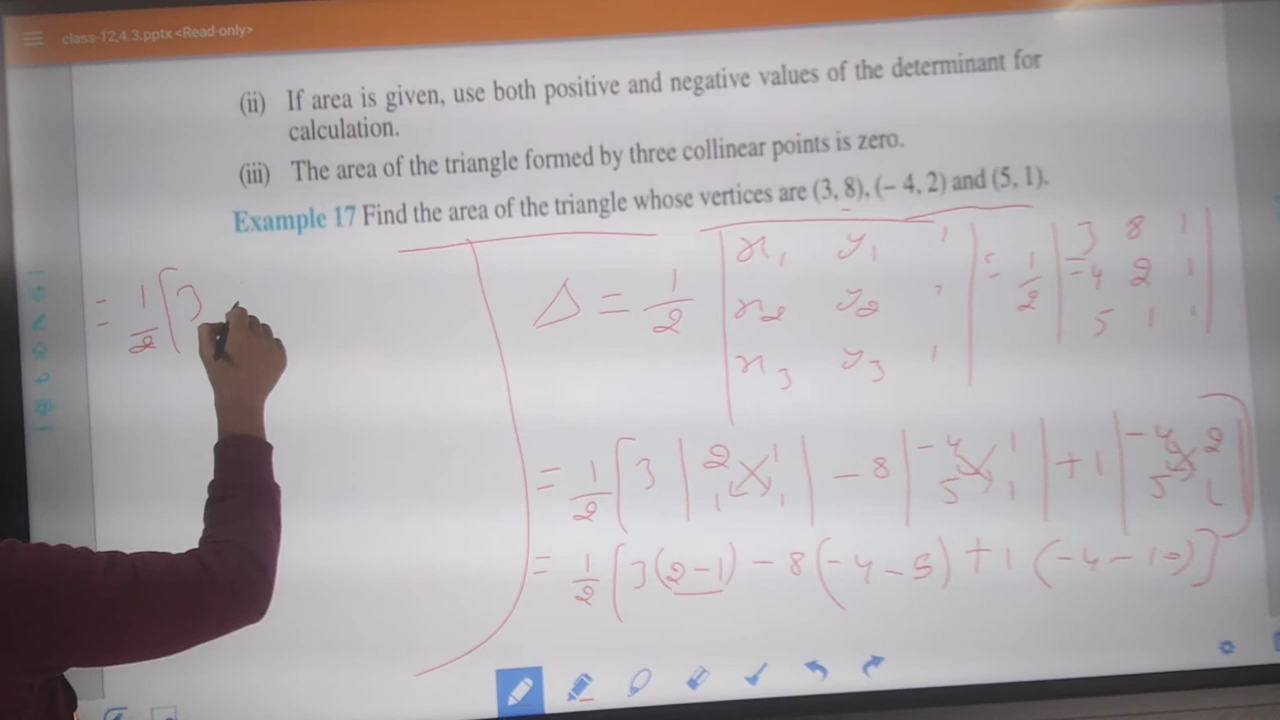 class-12,4.3.pptx <Read-only>
(ii) If area is given, use both positive and negative values of the determinant for
calculation.
(iii) The area of the triangle formed by three collinear points is zero.
Example 17 Find the area of the triangle whose vertices are (3, 8), (– 4, 2) and (5, 1).
Δ = 1/2 | x₁ y₁ 1 | = 1/2 | 3 8 1 |
| x₂ y₂ 1 | | -4 2 1 |
| x₃ y₃ 1 | | 5 1 1 |
= 1/2 [ 3 | 2 1 | - 8 | -4 1 | + 1 | -4 2 | ]
| 1 1 | | 5 1 | | 5 1 |
= 1/2 [ 3(2-1) - 8(-4-5) + 1 (-4-10) ]
= 1/2 [ 3